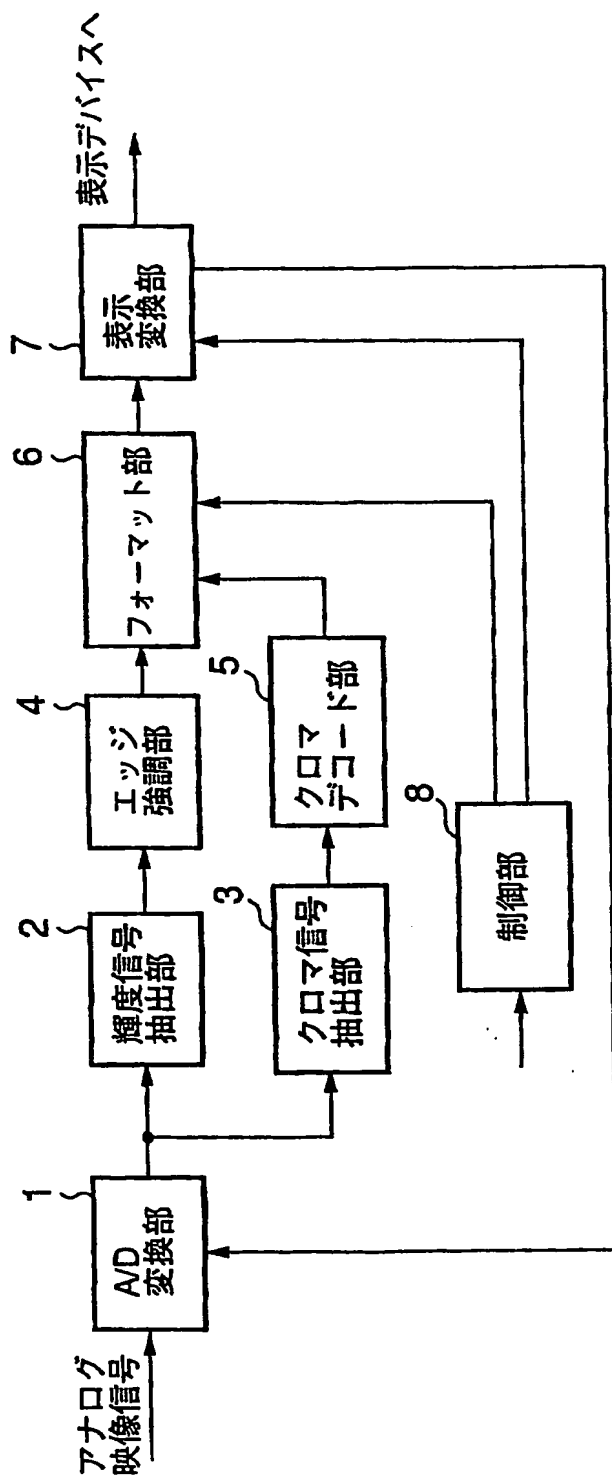 アナログ
映像信号
1
A/D
変換部
2
輝度信号
抽出部
4
エッジ
強調部
6
フォーマット部
7
表示
変換部
表示デバイスへ
3
クロマ信号
抽出部
5
クロマ
デコード部
8
制御部